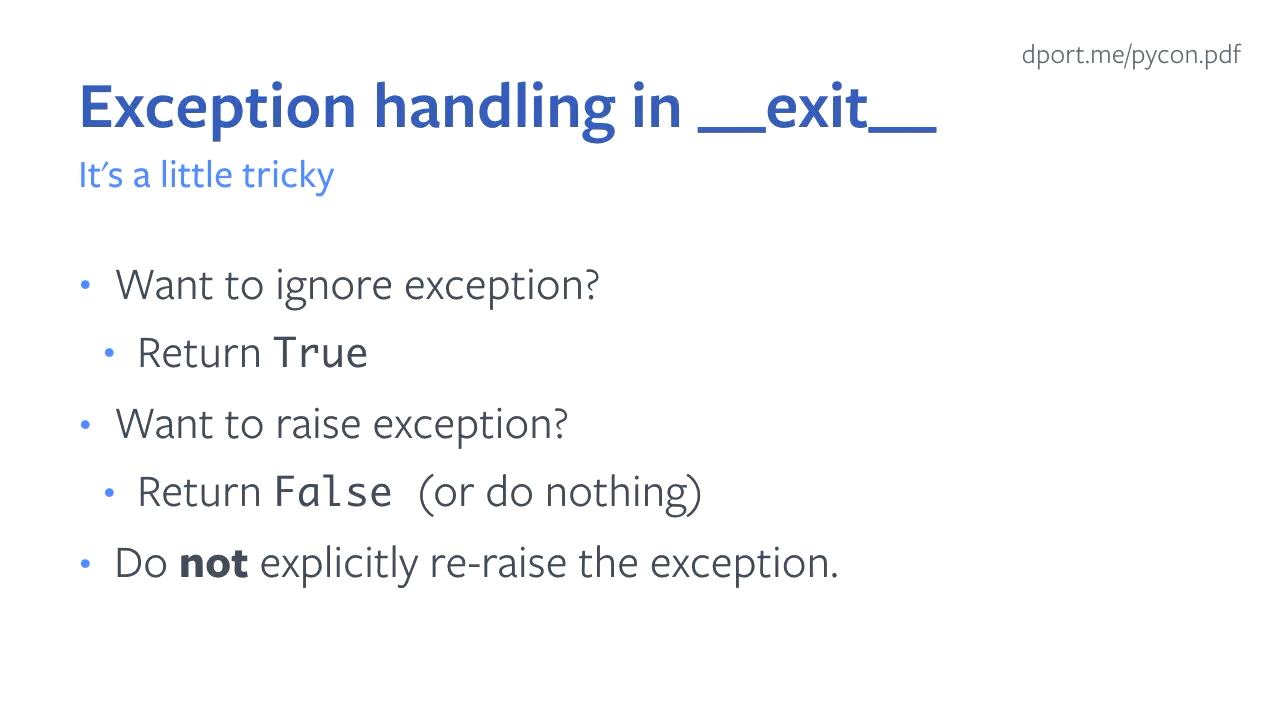 dport.me/pycon.pdf
Exception handling in __exit__
It's a little tricky
• Want to ignore exception?
• Return True
• Want to raise exception?
• Return False (or do nothing)
• Do not explicitly re-raise the exception.